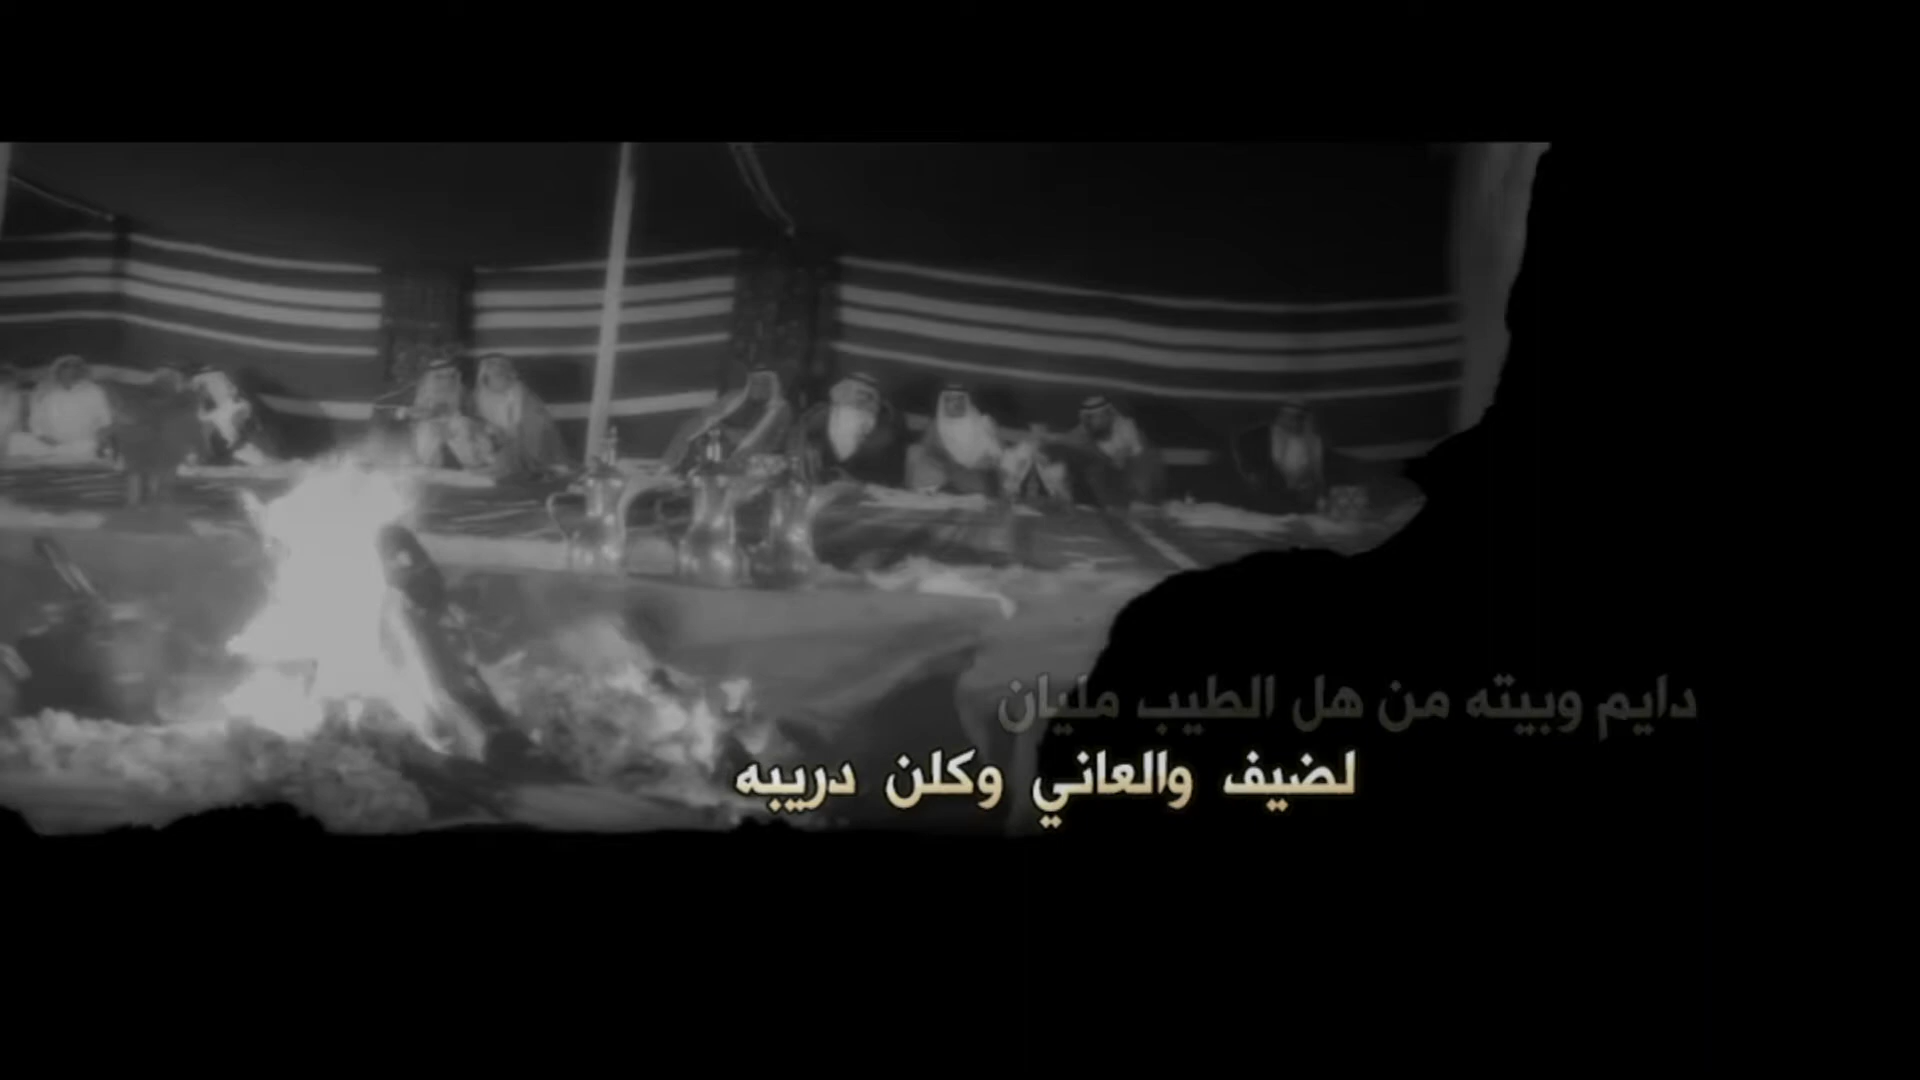 دايم وبيته من هل الطيب مليان
لضيف والعاني وكلن دريبه